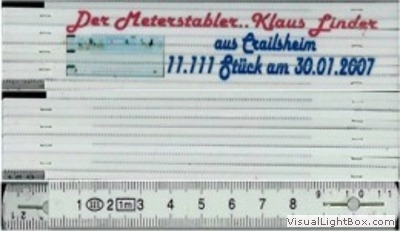 Der Meterstabler..Klaus Linder
aus Crailsheim
11.111 Stück am 30.01.2007
1 III 2 1m 3 4 5 6 7 8 9 10 11
VisualLightBox.com